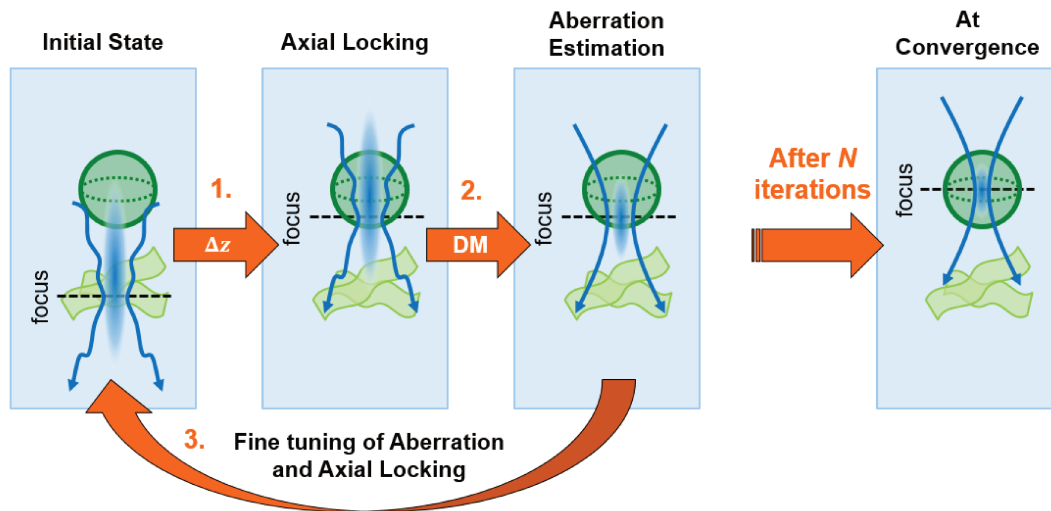 Initial State
Axial Locking
Aberration
Estimation
At
Convergence
focus
1.
Δz
focus
2.
DM
focus
After N
iterations
focus
3.
Fine tuning of Aberration
and Axial Locking